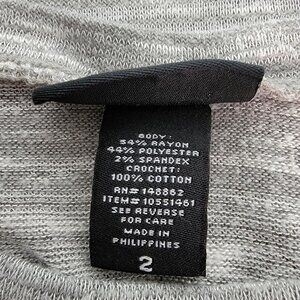 BODY:
54% RAYON
44% POLYESTER
2% SPANDEX
CROCHET:
100% COTTON
RN# 148862
ITEM# 10551461
SEE REVERSE
FOR CARE
MADE IN
PHILIPPINES
2